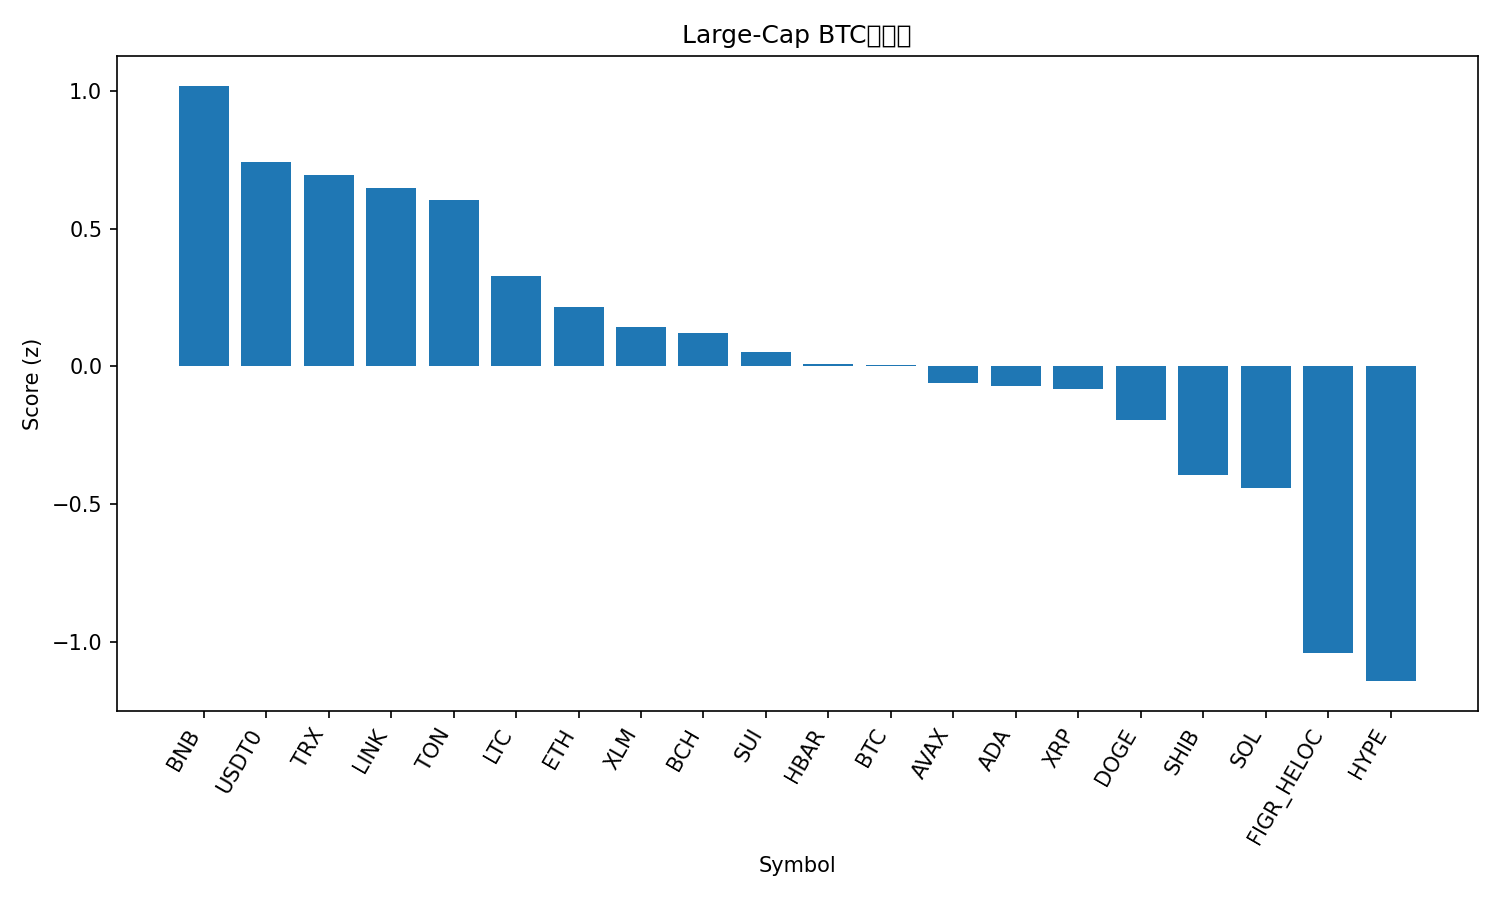 Large-Cap BTC
1.0
0.5
0.0
−0.5
−1.0
Score (z)
BNB
USDT0
TRX
LINK
TON
LTC
ETH
XLM
BCH
SUI
HBAR
BTC
AVAX
ADA
XRP
DOGE
SHIB
SOL
FIGR_HELOC
HYPE
Symbol